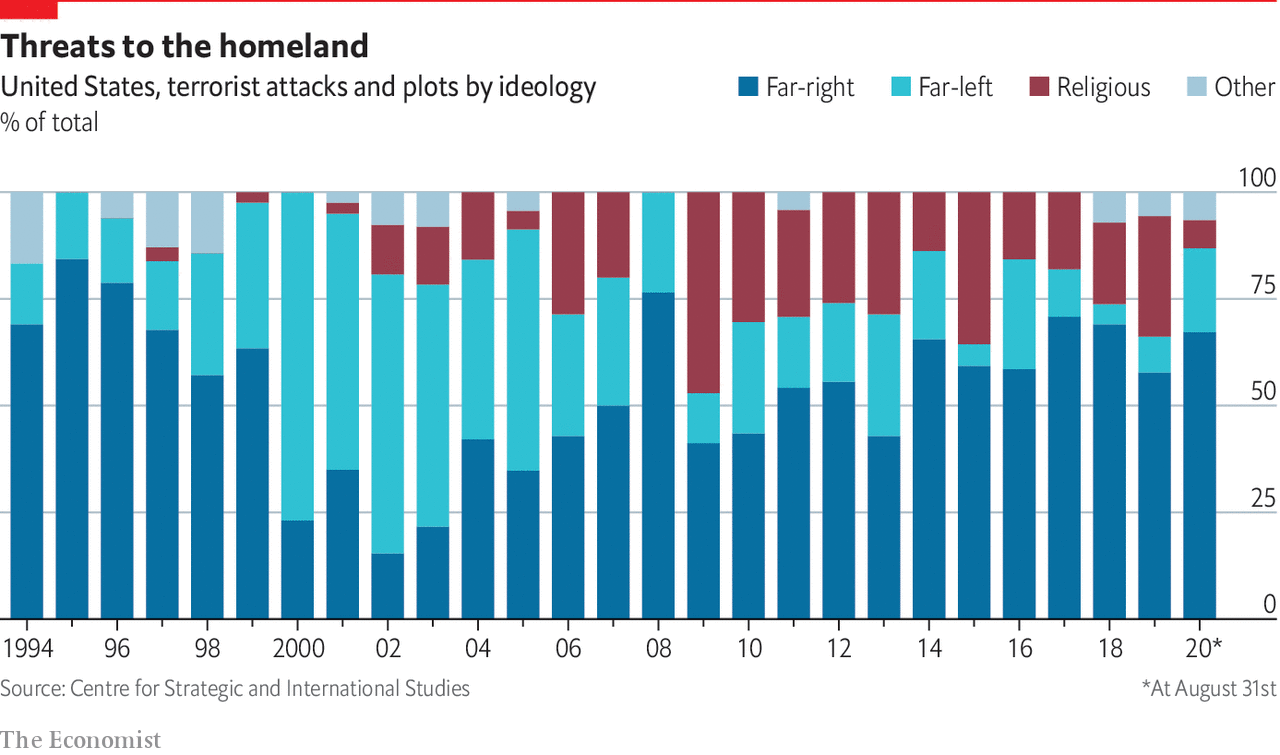 Threats to the homeland
United States, terrorist attacks and plots by ideology
% of total
Far-right Far-left Religious Other
100
75
50
25
0
1994 96 98 2000 02 04 06 08 10 12 14 16 18 20*
Source: Centre for Strategic and International Studies
*At August 31st
The Economist